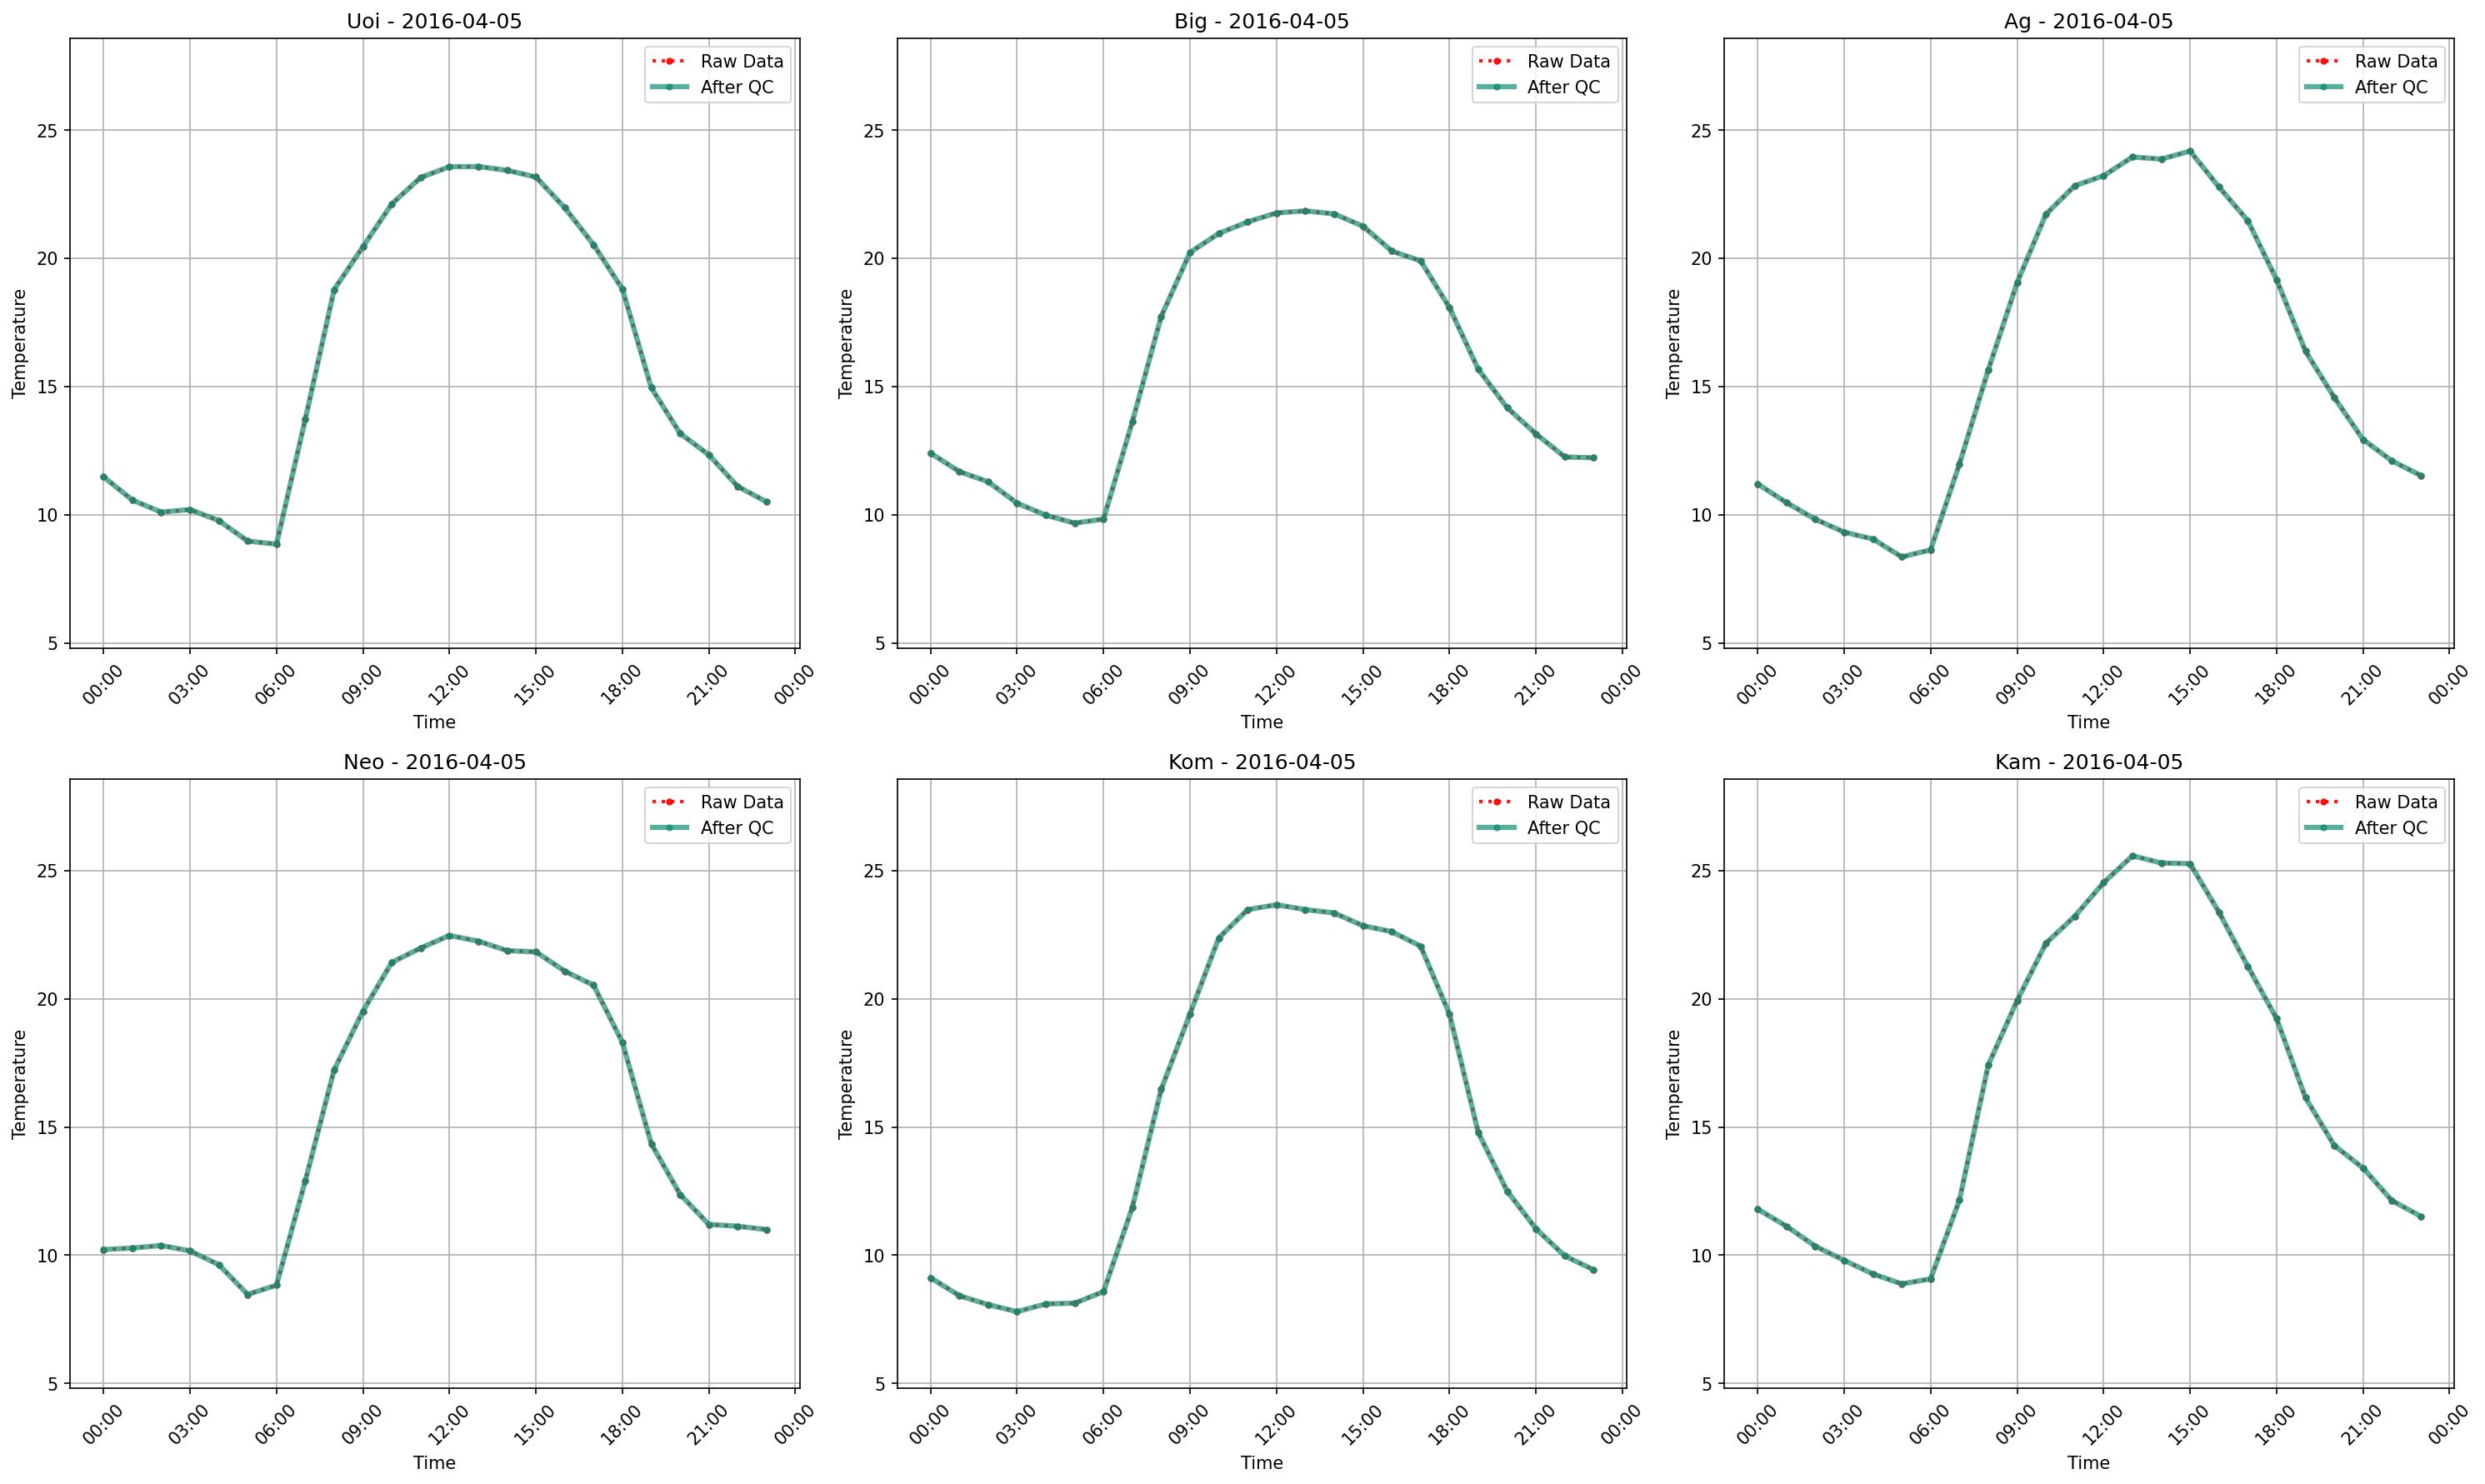 Uoi - 2016-04-05
Raw Data
After QC
25
20
15
10
5
Temperature
00:00
03:00
06:00
09:00
12:00
15:00
18:00
21:00
00:00
Time
Big - 2016-04-05
Raw Data
After QC
25
20
15
10
5
Temperature
00:00
03:00
06:00
09:00
12:00
15:00
18:00
21:00
00:00
Time
Ag - 2016-04-05
Raw Data
After QC
25
20
15
10
5
Temperature
00:00
03:00
06:00
09:00
12:00
15:00
18:00
21:00
00:00
Time
Neo - 2016-04-05
Raw Data
After QC
25
20
15
10
5
Temperature
00:00
03:00
06:00
09:00
12:00
15:00
18:00
21:00
00:00
Time
Kom - 2016-04-05
Raw Data
After QC
25
20
15
10
5
Temperature
00:00
03:00
06:00
09:00
12:00
15:00
18:00
21:00
00:00
Time
Kam - 2016-04-05
Raw Data
After QC
25
20
15
10
5
Temperature
00:00
03:00
06:00
09:00
12:00
15:00
18:00
21:00
00:00
Time